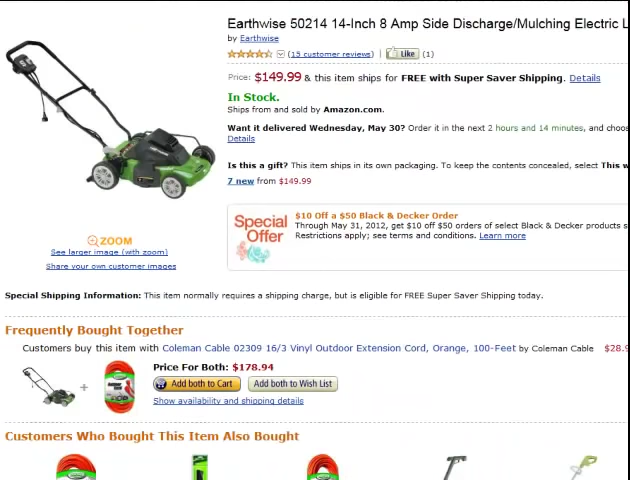 Earthwise 50214 14-Inch 8 Amp Side Discharge/Mulching Electric L
by Earthwise
(15 customer reviews) | Like (1)
Price: $149.99 & this item ships for FREE with Super Saver Shipping. Details
In Stock.
Ships from and sold by Amazon.com.
Want it delivered Wednesday, May 30? Order it in the next 2 hours and 14 minutes, and choos
Details
Is this a gift? This item ships in its own packaging. To keep the contents concealed, select This w
7 new from $149.99
ZOOM
See larger image (with zoom)
Share your own customer images
Special Offer
$10 Off a $50 Black & Decker Order
Through May 31, 2012, get $10 off $50 orders of select Black & Decker products s
Restrictions apply; see terms and conditions. Learn more
Special Shipping Information: This item normally requires a shipping charge, but is eligible for FREE Super Saver Shipping today.
Frequently Bought Together
Customers buy this item with Coleman Cable 02309 16/3 Vinyl Outdoor Extension Cord, Orange, 100-Feet by Coleman Cable $28.9
+
Price For Both: $178.94
Add both to Cart Add both to Wish List
Show availability and shipping details
Customers Who Bought This Item Also Bought